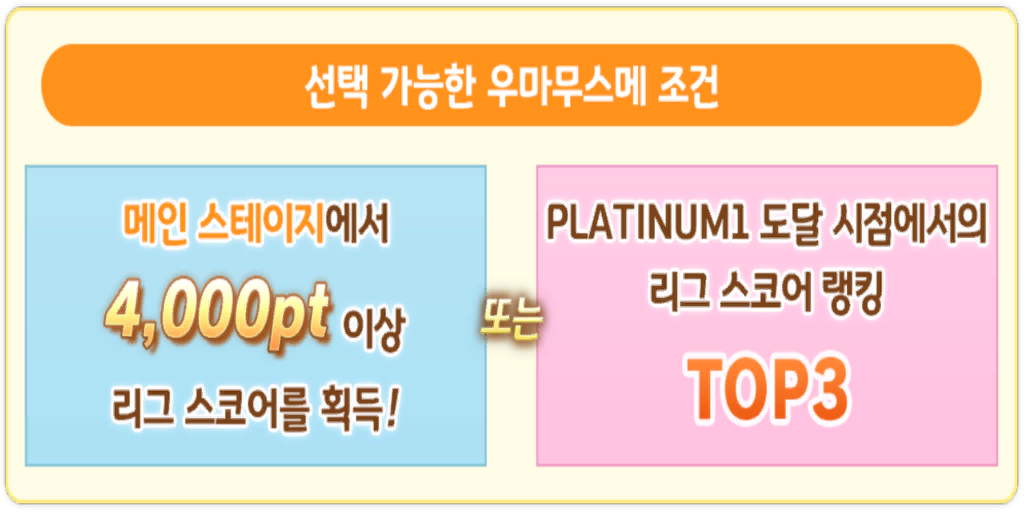 선택 가능한 우마무스메 조건
메인 스테이지에서
4,000pt 이상
리그 스코어를 획득!
또는
PLATINUM1 도달 시점에서의
리그 스코어 랭킹
TOP3